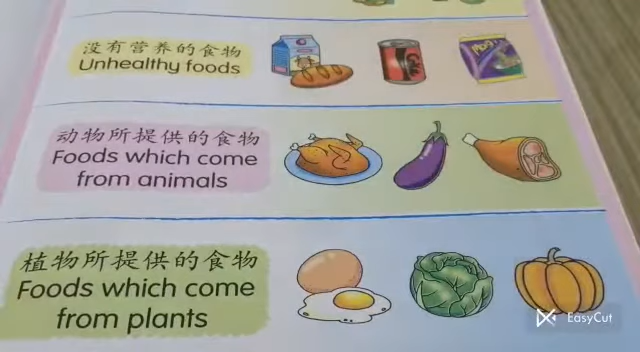 没有营养的食物
Unhealthy foods
动物所提供的食物
Foods which come
from animals
植物所提供的食物
Foods which come
from plants
EasyCut